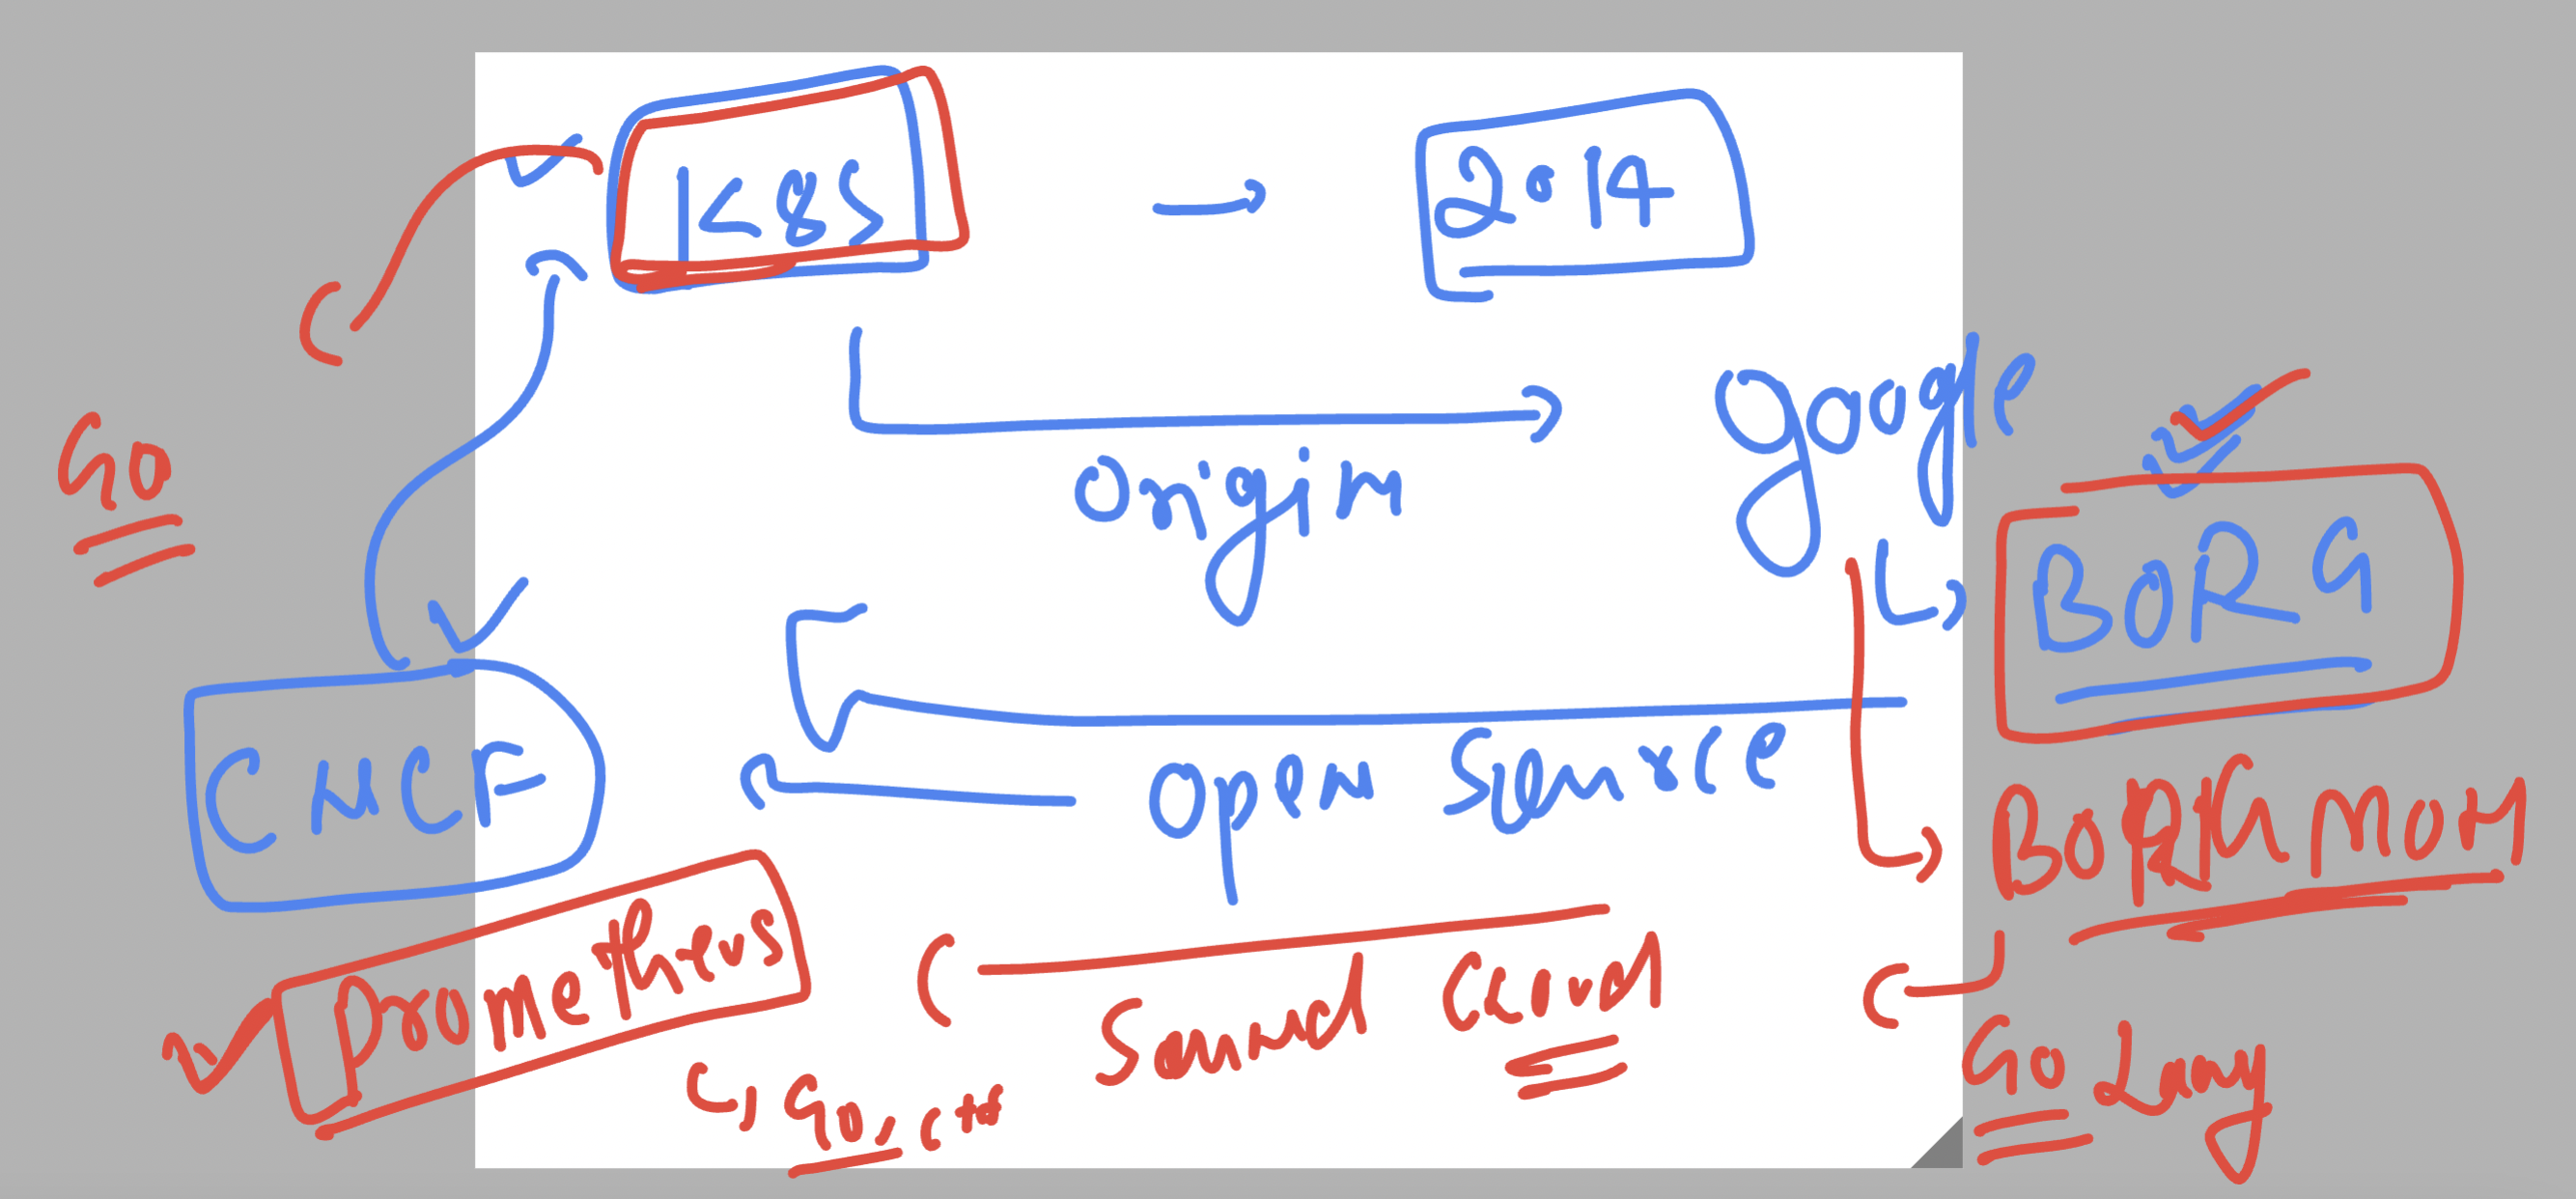 K8S → 2014
Go
Origin
Google
BORG
CNCF
Open Source
BORGMON
Prometheus
Sound Cloud
Go, C++
Go Lang